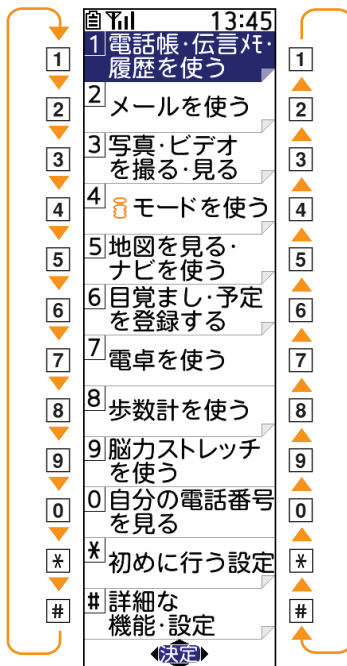 13:45
1 電話帳・伝言メモ・
履歴を使う
2 メールを使う
3 写真・ビデオ
を撮る・見る
4 iモードを使う
5 地図を見る・
ナビを使う
6 目覚まし・予定
を登録する
7 電卓を使う
8 歩数計を使う
9 脳力ストレッチ
を使う
0 自分の電話番号
を見る
* 初めに行う設定
# 詳細な
機能・設定
決定
1
2
3
4
5
6
7
8
9
0
*
#
1
2
3
4
5
6
7
8
9
0
*
#